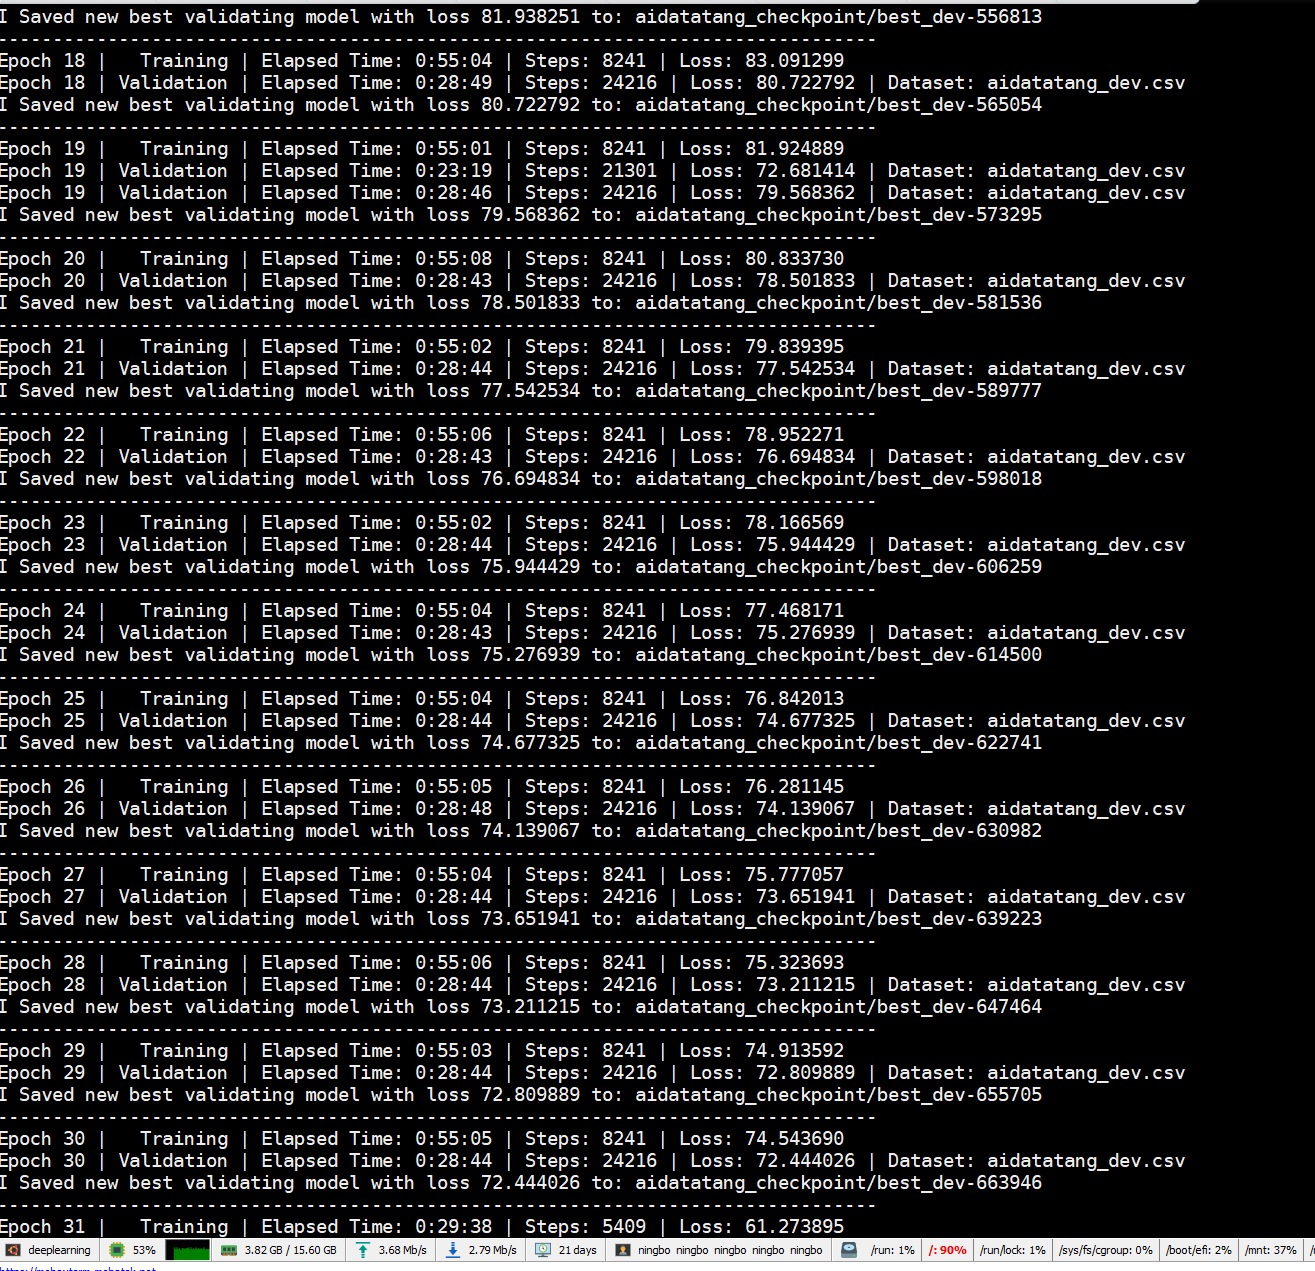 I Saved new best validating model with loss 81.938251 to: aidatatang_checkpoint/best_dev-556813
--------------------------------------------------------------------------------
Epoch 18 |   Training | Elapsed Time: 0:55:04 | Steps: 8241 | Loss: 83.091299
Epoch 18 | Validation | Elapsed Time: 0:28:49 | Steps: 24216 | Loss: 80.722792 | Dataset: aidatatang_dev.csv
I Saved new best validating model with loss 80.722792 to: aidatatang_checkpoint/best_dev-565054
--------------------------------------------------------------------------------
Epoch 19 |   Training | Elapsed Time: 0:55:01 | Steps: 8241 | Loss: 81.924889
Epoch 19 | Validation | Elapsed Time: 0:23:19 | Steps: 21301 | Loss: 72.681414 | Dataset: aidatatang_dev.csv
Epoch 19 | Validation | Elapsed Time: 0:28:46 | Steps: 24216 | Loss: 79.568362 | Dataset: aidatatang_dev.csv
I Saved new best validating model with loss 79.568362 to: aidatatang_checkpoint/best_dev-573295
--------------------------------------------------------------------------------
Epoch 20 |   Training | Elapsed Time: 0:55:08 | Steps: 8241 | Loss: 80.833730
Epoch 20 | Validation | Elapsed Time: 0:28:43 | Steps: 24216 | Loss: 78.501833 | Dataset: aidatatang_dev.csv
I Saved new best validating model with loss 78.501833 to: aidatatang_checkpoint/best_dev-581536
--------------------------------------------------------------------------------
Epoch 21 |   Training | Elapsed Time: 0:55:02 | Steps: 8241 | Loss: 79.839395
Epoch 21 | Validation | Elapsed Time: 0:28:44 | Steps: 24216 | Loss: 77.542534 | Dataset: aidatatang_dev.csv
I Saved new best validating model with loss 77.542534 to: aidatatang_checkpoint/best_dev-589777
--------------------------------------------------------------------------------
Epoch 22 |   Training | Elapsed Time: 0:55:06 | Steps: 8241 | Loss: 78.952271
Epoch 22 | Validation | Elapsed Time: 0:28:43 | Steps: 24216 | Loss: 76.694834 | Dataset: aidatatang_dev.csv
I Saved new best validating model with loss 76.694834 to: aidatatang_checkpoint/best_dev-598018
--------------------------------------------------------------------------------
Epoch 23 |   Training | Elapsed Time: 0:55:02 | Steps: 8241 | Loss: 78.166569
Epoch 23 | Validation | Elapsed Time: 0:28:44 | Steps: 24216 | Loss: 75.944429 | Dataset: aidatatang_dev.csv
I Saved new best validating model with loss 75.944429 to: aidatatang_checkpoint/best_dev-606259
--------------------------------------------------------------------------------
Epoch 24 |   Training | Elapsed Time: 0:55:04 | Steps: 8241 | Loss: 77.468171
Epoch 24 | Validation | Elapsed Time: 0:28:43 | Steps: 24216 | Loss: 75.276939 | Dataset: aidatatang_dev.csv
I Saved new best validating model with loss 75.276939 to: aidatatang_checkpoint/best_dev-614500
--------------------------------------------------------------------------------
Epoch 25 |   Training | Elapsed Time: 0:55:04 | Steps: 8241 | Loss: 76.842013
Epoch 25 | Validation | Elapsed Time: 0:28:44 | Steps: 24216 | Loss: 74.677325 | Dataset: aidatatang_dev.csv
I Saved new best validating model with loss 74.677325 to: aidatatang_checkpoint/best_dev-622741
--------------------------------------------------------------------------------
Epoch 26 |   Training | Elapsed Time: 0:55:05 | Steps: 8241 | Loss: 76.281145
Epoch 26 | Validation | Elapsed Time: 0:28:48 | Steps: 24216 | Loss: 74.139067 | Dataset: aidatatang_dev.csv
I Saved new best validating model with loss 74.139067 to: aidatatang_checkpoint/best_dev-630982
--------------------------------------------------------------------------------
Epoch 27 |   Training | Elapsed Time: 0:55:04 | Steps: 8241 | Loss: 75.777057
Epoch 27 | Validation | Elapsed Time: 0:28:44 | Steps: 24216 | Loss: 73.651941 | Dataset: aidatatang_dev.csv
I Saved new best validating model with loss 73.651941 to: aidatatang_checkpoint/best_dev-639223
--------------------------------------------------------------------------------
Epoch 28 |   Training | Elapsed Time: 0:55:06 | Steps: 8241 | Loss: 75.323693
Epoch 28 | Validation | Elapsed Time: 0:28:44 | Steps: 24216 | Loss: 73.211215 | Dataset: aidatatang_dev.csv
I Saved new best validating model with loss 73.211215 to: aidatatang_checkpoint/best_dev-647464
--------------------------------------------------------------------------------
Epoch 29 |   Training | Elapsed Time: 0:55:03 | Steps: 8241 | Loss: 74.913592
Epoch 29 | Validation | Elapsed Time: 0:28:44 | Steps: 24216 | Loss: 72.809889 | Dataset: aidatatang_dev.csv
I Saved new best validating model with loss 72.809889 to: aidatatang_checkpoint/best_dev-655705
--------------------------------------------------------------------------------
Epoch 30 |   Training | Elapsed Time: 0:55:05 | Steps: 8241 | Loss: 74.543690
Epoch 30 | Validation | Elapsed Time: 0:28:44 | Steps: 24216 | Loss: 72.444026 | Dataset: aidatatang_dev.csv
I Saved new best validating model with loss 72.444026 to: aidatatang_checkpoint/best_dev-663946
--------------------------------------------------------------------------------
Epoch 31 |   Training | Elapsed Time: 0:29:38 | Steps: 5409 | Loss: 61.273895
deeplearning 53% 3.82 GB / 15.60 GB 3.68 Mb/s 2.79 Mb/s 21 days ningbo ningbo ningbo ningbo ningbo /run: 1% /: 90% /run/lock: 1% /sys/fs/cgroup: 0% /boot/efi: 2% /mnt: 37%